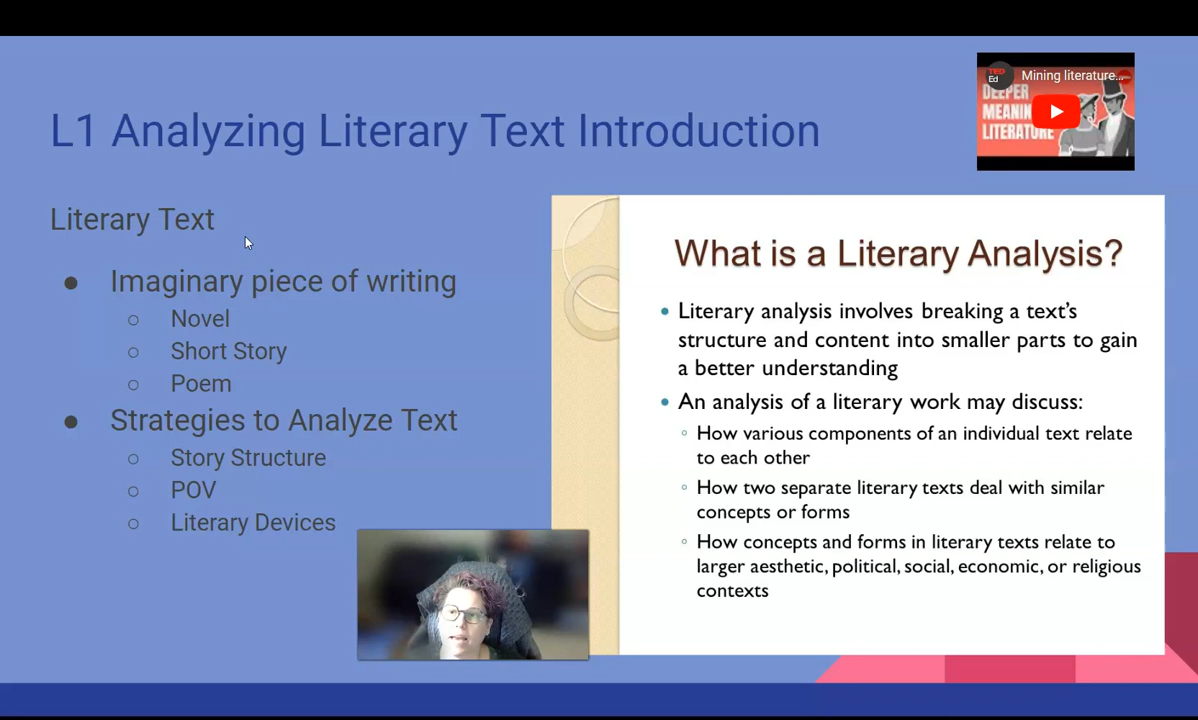 L1 Analyzing Literary Text Introduction
TED
Ed
Mining literature...
DEEPER
MEANIN
LITERATURE
Literary Text
● Imaginary piece of writing
○ Novel
○ Short Story
○ Poem
● Strategies to Analyze Text
○ Story Structure
○ POV
○ Literary Devices
What is a Literary Analysis?
• Literary analysis involves breaking a text's
structure and content into smaller parts to gain
a better understanding
• An analysis of a literary work may discuss:
◦ How various components of an individual text relate
to each other
◦ How two separate literary texts deal with similar
concepts or forms
◦ How concepts and forms in literary texts relate to
larger aesthetic, political, social, economic, or religious
contexts